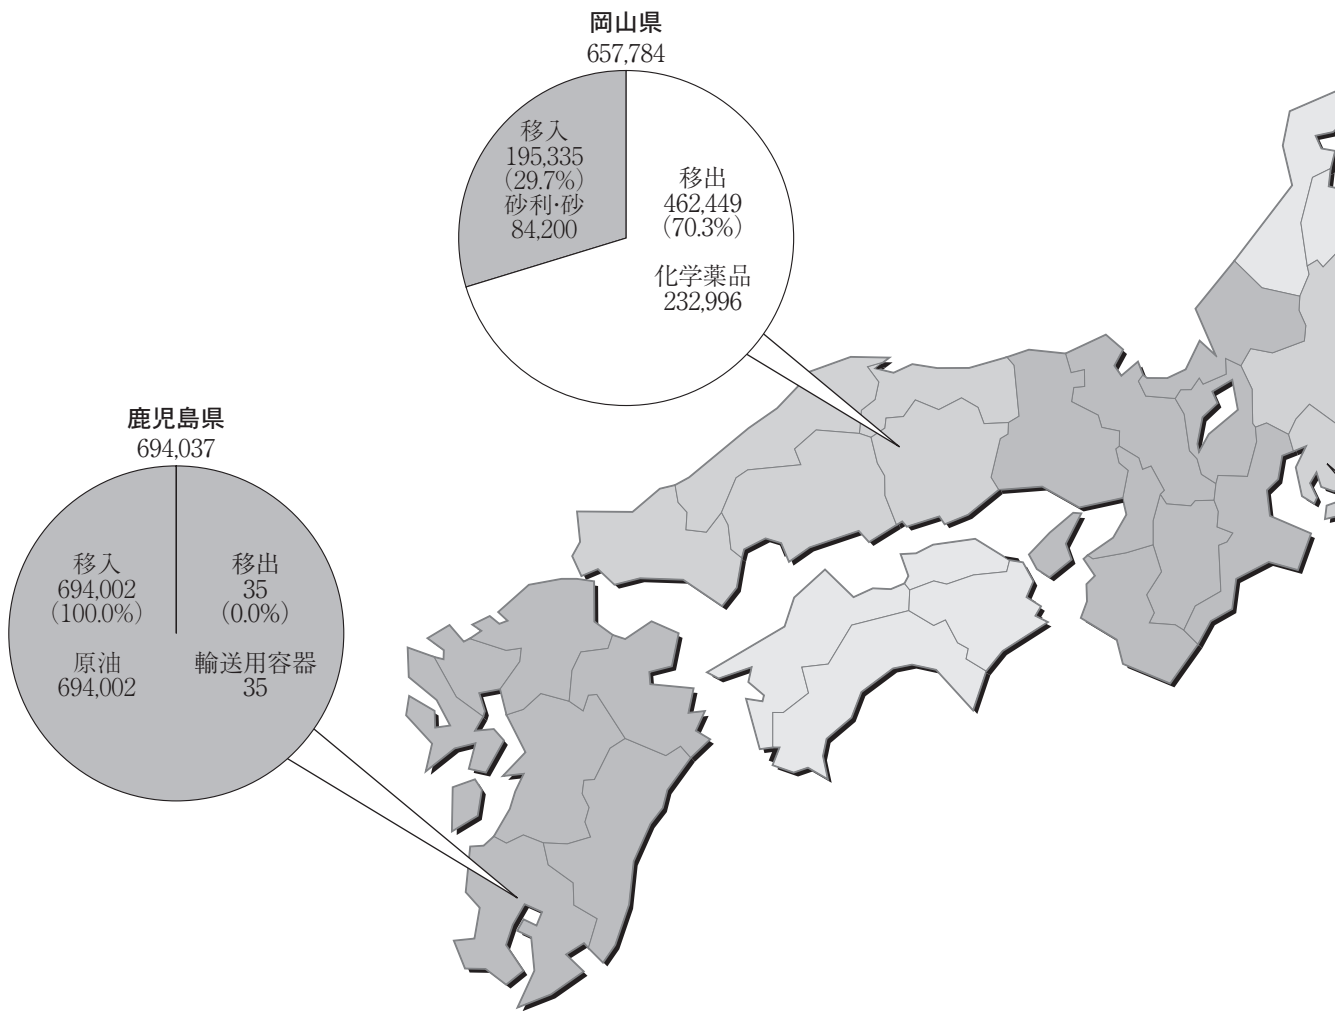 岡山県
657,784
移入
195,335
（29.7%）
砂利・砂
84,200
移出
462,449
（70.3%）
化学薬品
232,996
鹿児島県
694,037
移入
694,002
（100.0%）
原油
694,002
移出
35
（0.0%）
輸送用容器
35